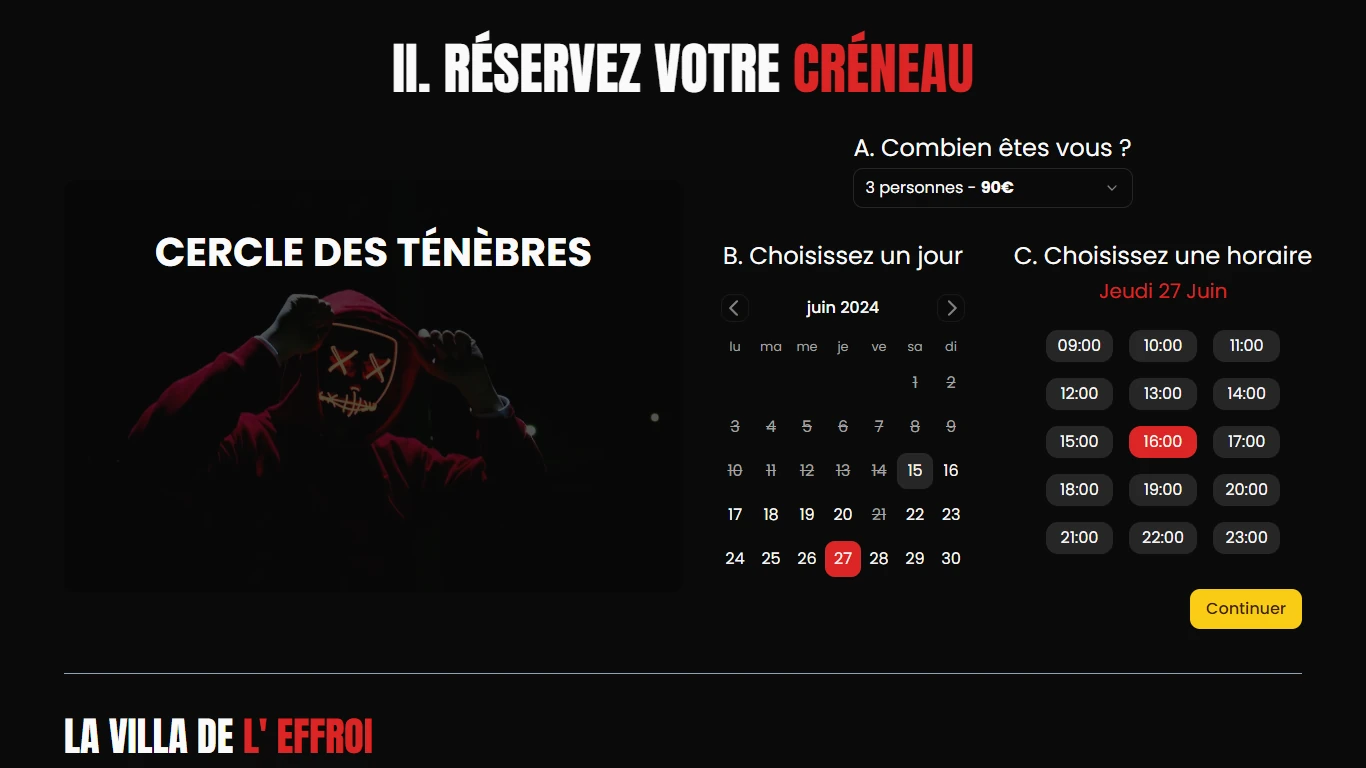 II. RÉSERVEZ VOTRE CRÉNEAU
CERCLE DES TÉNÈBRES
A. Combien êtes vous ?
3 personnes - 90€
B. Choisissez un jour
juin 2024
lu ma me je ve sa di
1 2
3 4 5 6 7 8 9
10 11 12 13 14 15 16
17 18 19 20 21 22 23
24 25 26 27 28 29 30
C. Choisissez une horaire
Jeudi 27 Juin
09:00 10:00 11:00
12:00 13:00 14:00
15:00 16:00 17:00
18:00 19:00 20:00
21:00 22:00 23:00
Continuer
LA VILLA DE L' EFFROI